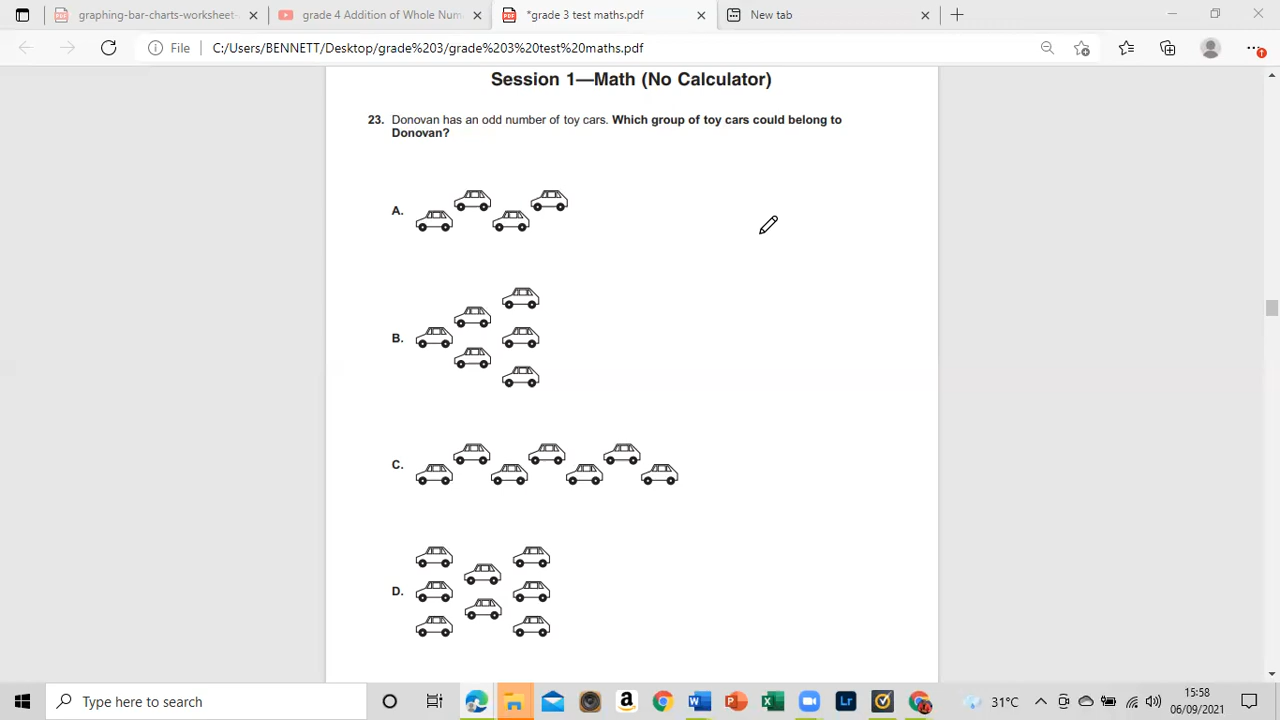 graphing-bar-charts-worksheet-
grade 4 Addition of Whole Num
*grade 3 test maths.pdf
New tab
File
C:/Users/BENNETT/Desktop/grade%203/grade%203%20test%20maths.pdf
Session 1—Math (No Calculator)
23. Donovan has an odd number of toy cars. Which group of toy cars could belong to
Donovan?
A.
B.
C.
D.
Type here to search
31°C
15:58
06/09/2021